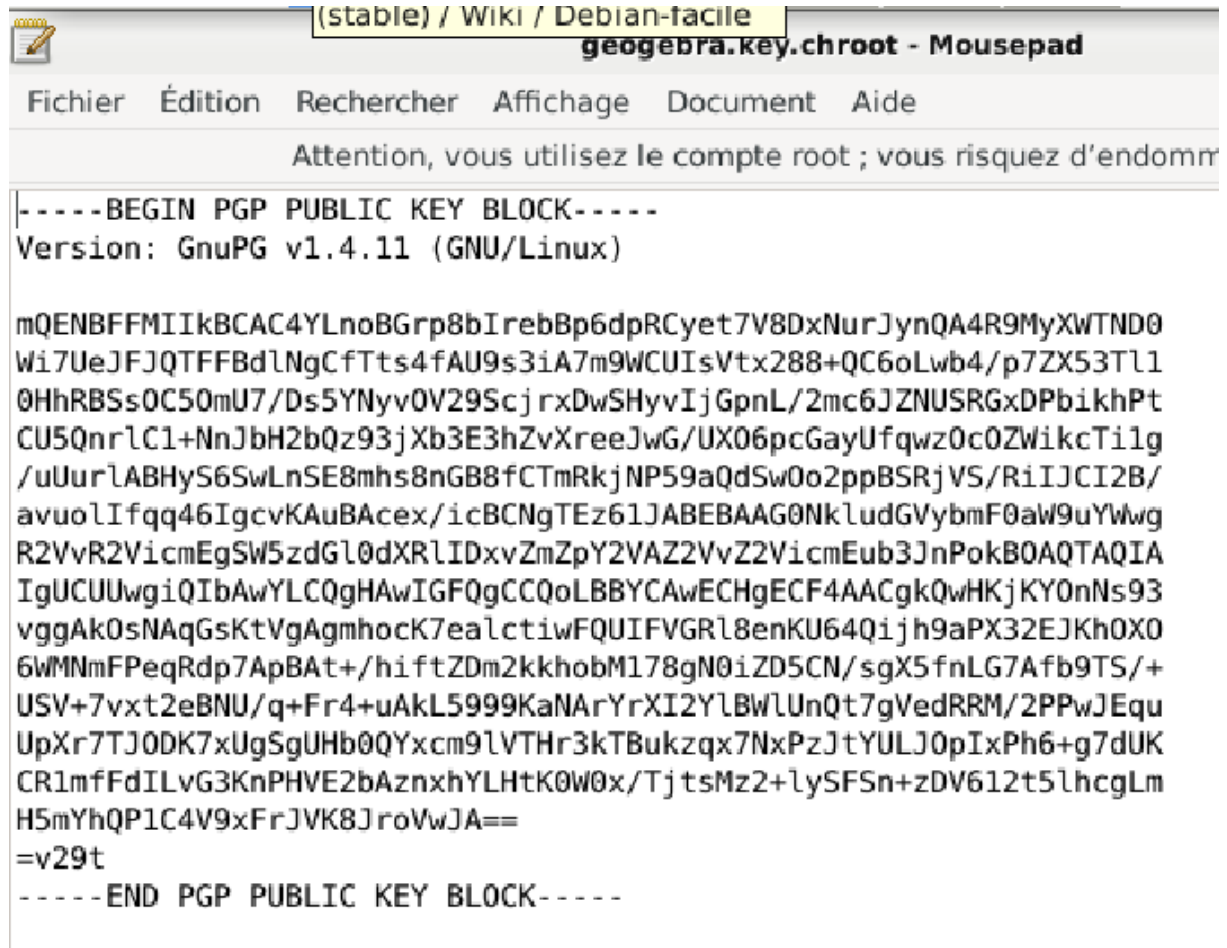 (stable) / Wiki / Debian-facile
geogebra.key.chroot - Mousepad
Fichier Édition Rechercher Affichage Document Aide
Attention, vous utilisez le compte root ; vous risquez d'endomm
-----BEGIN PGP PUBLIC KEY BLOCK-----
Version: GnuPG v1.4.11 (GNU/Linux)

mQENBFFMIIkBCAC4YLnoBGrp8bIrebBp6dpRCyet7V8DxNurJynQA4R9MyXWTND0
Wi7UeJFJQTFFBdlNgCfTts4fAU9s3iA7m9WCUIsVtx288+QC6oLwb4/p7ZX53Tl1
0HhRBSsOC5OmU7/Ds5YNyvOV29ScjrxDwSHyvIjGpnL/2mc6JZNUSRGxDPbikhPt
CU5QnrlC1+NnJbH2bQz93jXb3E3hZvXreeJwG/UXO6pcGayUfqwzOcOZWikcTi1g
/uUurlABHyS6SwLnSE8mhs8nGB8fCTmRkjNP59aQdSwOo2ppBSRjVS/RiIJCI2B/
avuolIfqq46IgcvKAuBAcex/icBCNgTEz61JABEBAAG0NkludGVybmF0aW9uYWwg
R2VvR2VicmEgSW5zdGl0dXRlIDxvZmZpY2VAZ2VvZ2VicmEub3JnPokBOAQTAQIA
IgUCUUwgiQIbAwYLCQgHAwIGFQgCCQoLBBYCAwECHgECF4AACgkQwHKjKYOnNs93
vggAkOsNAqGsKtVgAgmhocK7ealctiwFQUIFVGRl8enKU64Qijh9aPX32EJKhOXO
6WMNmFPeqRdp7ApBAt+/hiftZDm2kkhobM178gN0iZD5CN/sgX5fnLG7Afb9TS/+
USV+7vxt2eBNU/q+Fr4+uAkL5999KaNArYrXI2YlBWlUnQt7gVedRRM/2PPwJEqu
UpXr7TJODK7xUgSgUHb0QYxcm9lVTHr3kTBukzqx7NxPzJtYULJOpIxPh6+g7dUK
CR1mfFdILvG3KnPHVE2bAznxhYLHtK0W0x/TjtsMz2+lySFSn+zDV612t5lhcgLm
H5mYhQP1C4V9xFrJVK8JroVwJA==
=v29t
-----END PGP PUBLIC KEY BLOCK-----